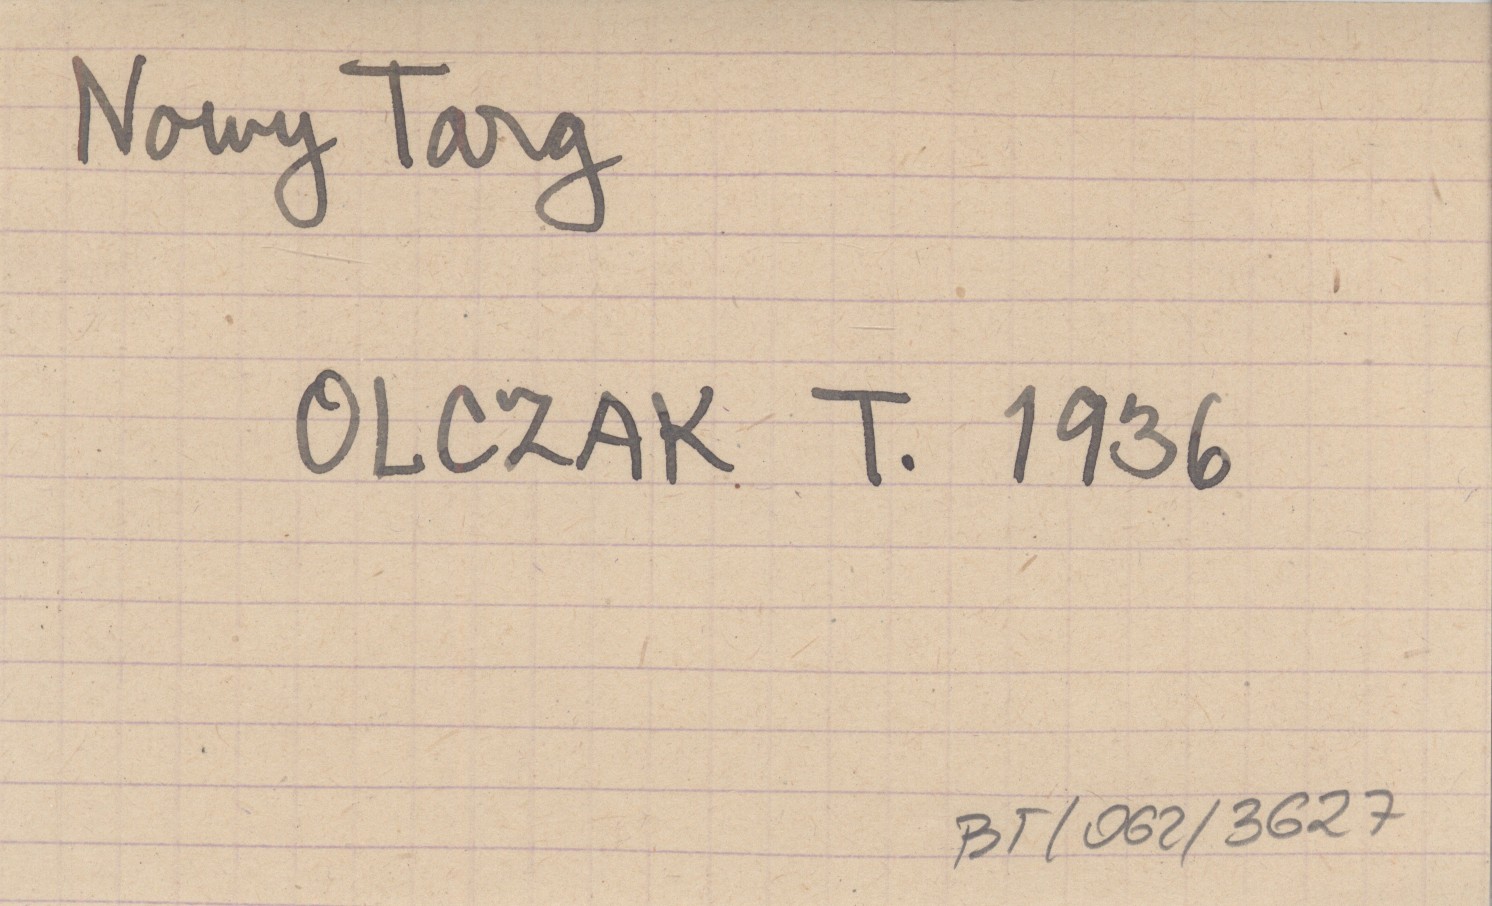 Nowy Targ
OLCZAK T. 1936
BT/062/3627